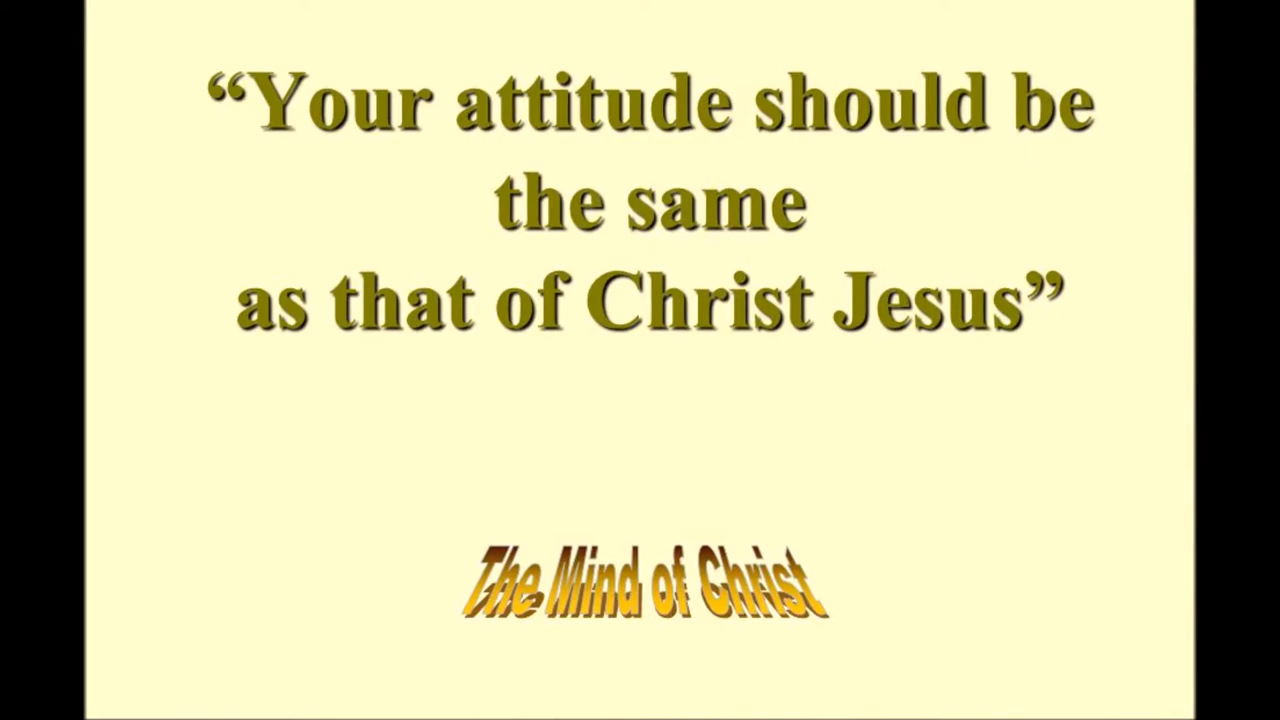 “Your attitude should be
the same
as that of Christ Jesus”
The Mind of Christ